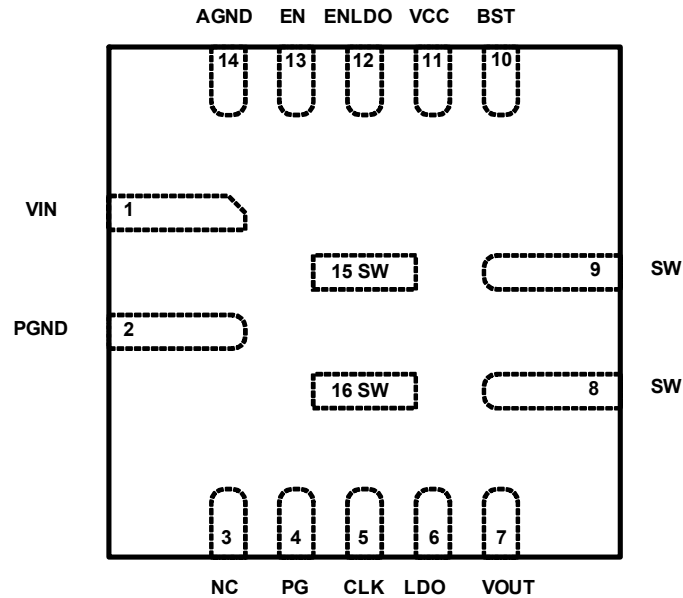 AGND EN ENLDO VCC BST
14 13 12 11 10
VIN 1
15 SW 9 SW
PGND 2
16 SW 8 SW
3 4 5 6 7
NC PG CLK LDO VOUT